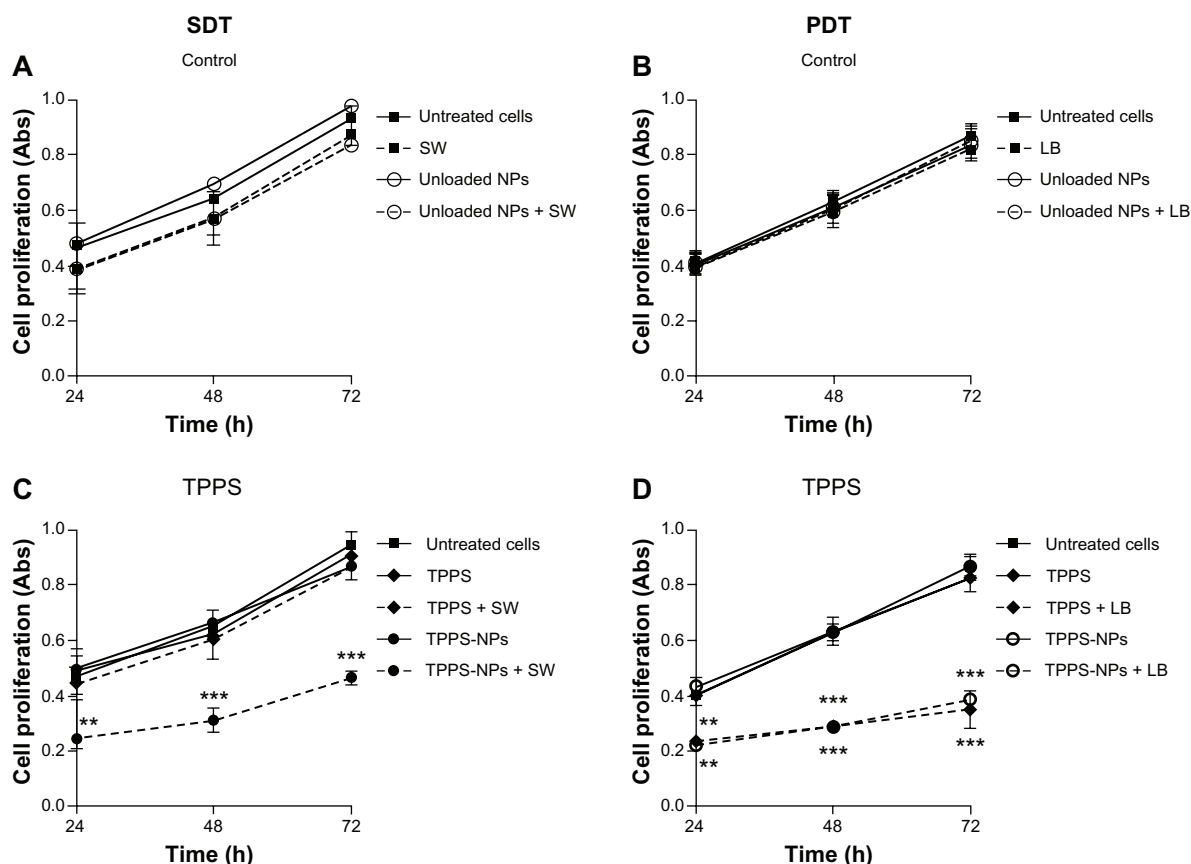 SDT
PDT
A
Control
Cell proliferation (Abs)
1.0
0.8
0.6
0.4
0.2
0.0
24
48
72
Time (h)
Untreated cells
SW
Unloaded NPs
Unloaded NPs + SW
B
Control
Cell proliferation (Abs)
1.0
0.8
0.6
0.4
0.2
0.0
24
48
72
Time (h)
Untreated cells
LB
Unloaded NPs
Unloaded NPs + LB
C
TPPS
Cell proliferation (Abs)
1.0
0.8
0.6
0.4
0.2
0.0
24
48
72
Time (h)
**
***
***
Untreated cells
TPPS
TPPS + SW
TPPS-NPs
TPPS-NPs + SW
D
TPPS
Cell proliferation (Abs)
1.0
0.8
0.6
0.4
0.2
0.0
24
48
72
Time (h)
**
***
***
**
***
***
Untreated cells
TPPS
TPPS + LB
TPPS-NPs
TPPS-NPs + LB